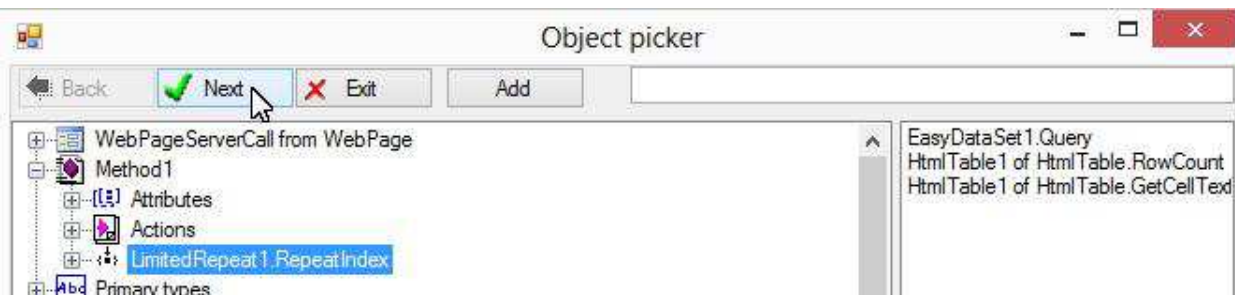 Object picker
Back Next Exit Add
WebPageServerCall from WebPage
Method1
Attributes
Actions
LimitedRepeat1.RepeatIndex
Abc Primary types
EasyDataSet1.Query
HtmlTable1 of HtmlTable.RowCount
HtmlTable1 of HtmlTable.GetCellText